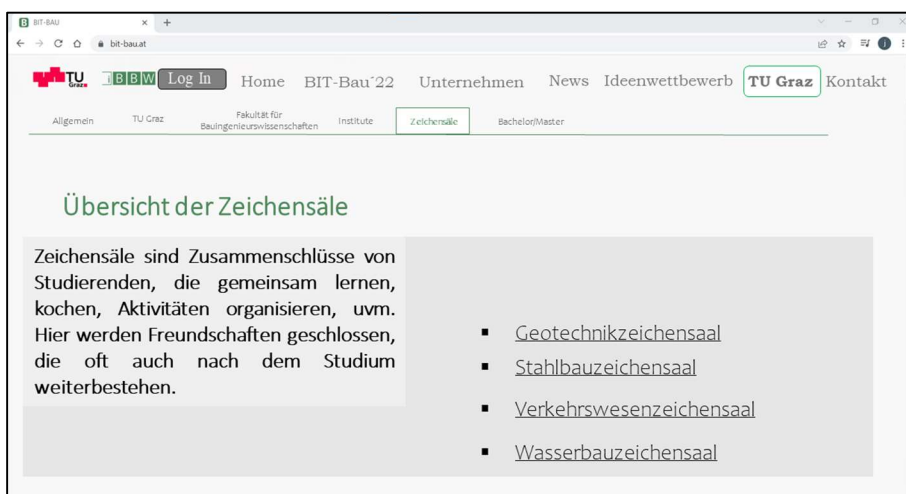 BIT-BAU
bit-bau.at
TU Graz
BBW Log In Home BIT-Bau`22 Unternehmen News Ideenwettbewerb TU Graz Kontakt
Allgemein TU Graz Fakultät für Bauingenieurswissenschaften Institute Zeichensäle Bachelor/Master
Übersicht der Zeichensäle
Zeichensäle sind Zusammenschlüsse von
Studierenden, die gemeinsam lernen,
kochen, Aktivitäten organisieren, uvm.
Hier werden Freundschaften geschlossen,
die oft auch nach dem Studium
weiterbestehen.
▪ Geotechnikzeichensaal
▪ Stahlbauzeichensaal
▪ Verkehrswesenzeichensaal
▪ Wasserbauzeichensaal